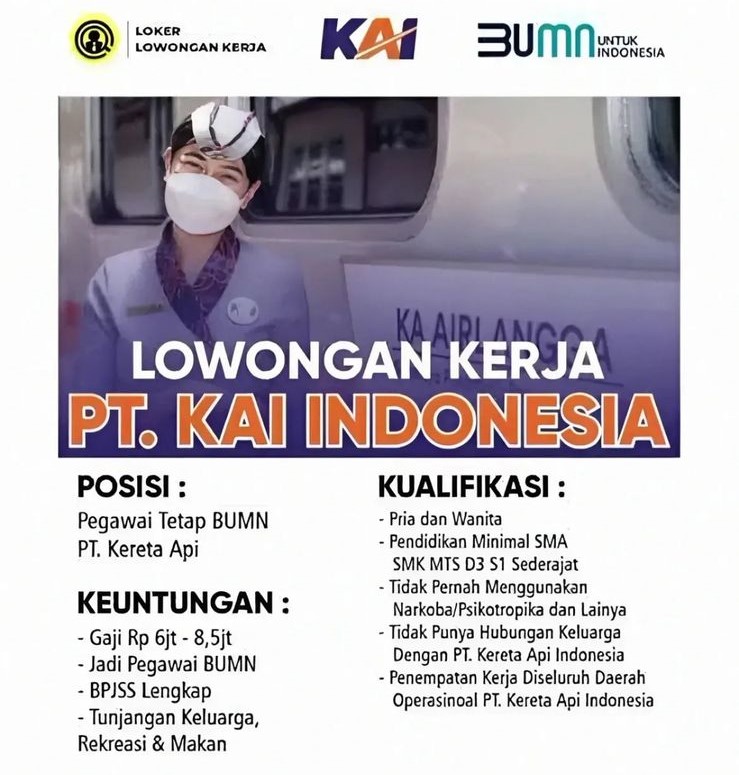 LOKER
LOWONGAN KERJA
KAI
BUMN
UNTUK
INDONESIA
KA AIRLANGGA
LOWONGAN KERJA
PT. KAI INDONESIA
POSISI :
Pegawai Tetap BUMN
PT. Kereta Api
KEUNTUNGAN :
- Gaji Rp 6jt - 8,5jt
- Jadi Pegawai BUMN
- BPJSS Lengkap
- Tunjangan Keluarga,
Rekreasi & Makan
KUALIFIKASI :
- Pria dan Wanita
- Pendidikan Minimal SMA
SMK MTS D3 S1 Sederajat
- Tidak Pernah Menggunakan
Narkoba/Psikotropika dan Lainya
- Tidak Punya Hubungan Keluarga
Dengan PT. Kereta Api Indonesia
- Penempatan Kerja Diseluruh Daerah
Operasinoal PT. Kereta Api Indonesia